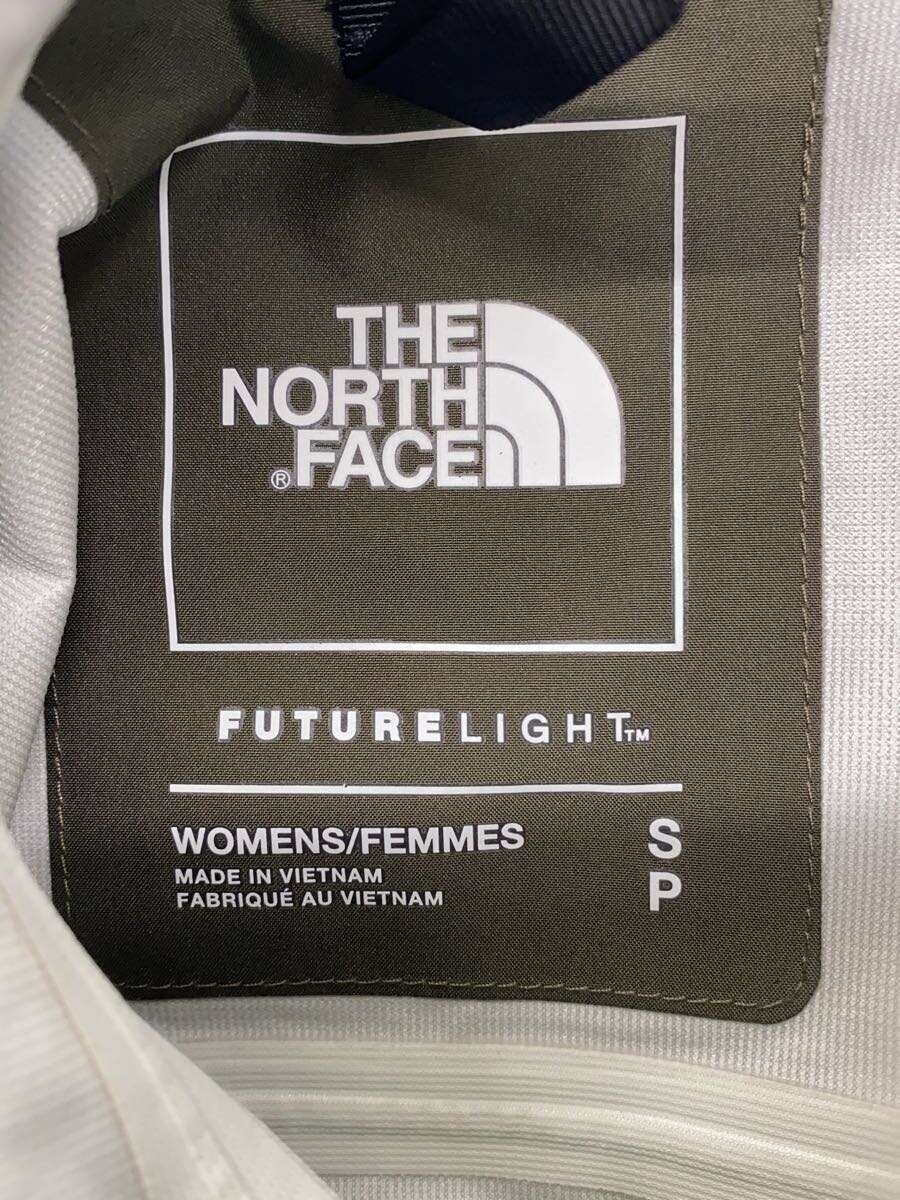 THE
NORTH
®FACE
FUTURELIGHT™
WOMENS/FEMMES S
MADE IN VIETNAM P
FABRIQUÉ AU VIETNAM